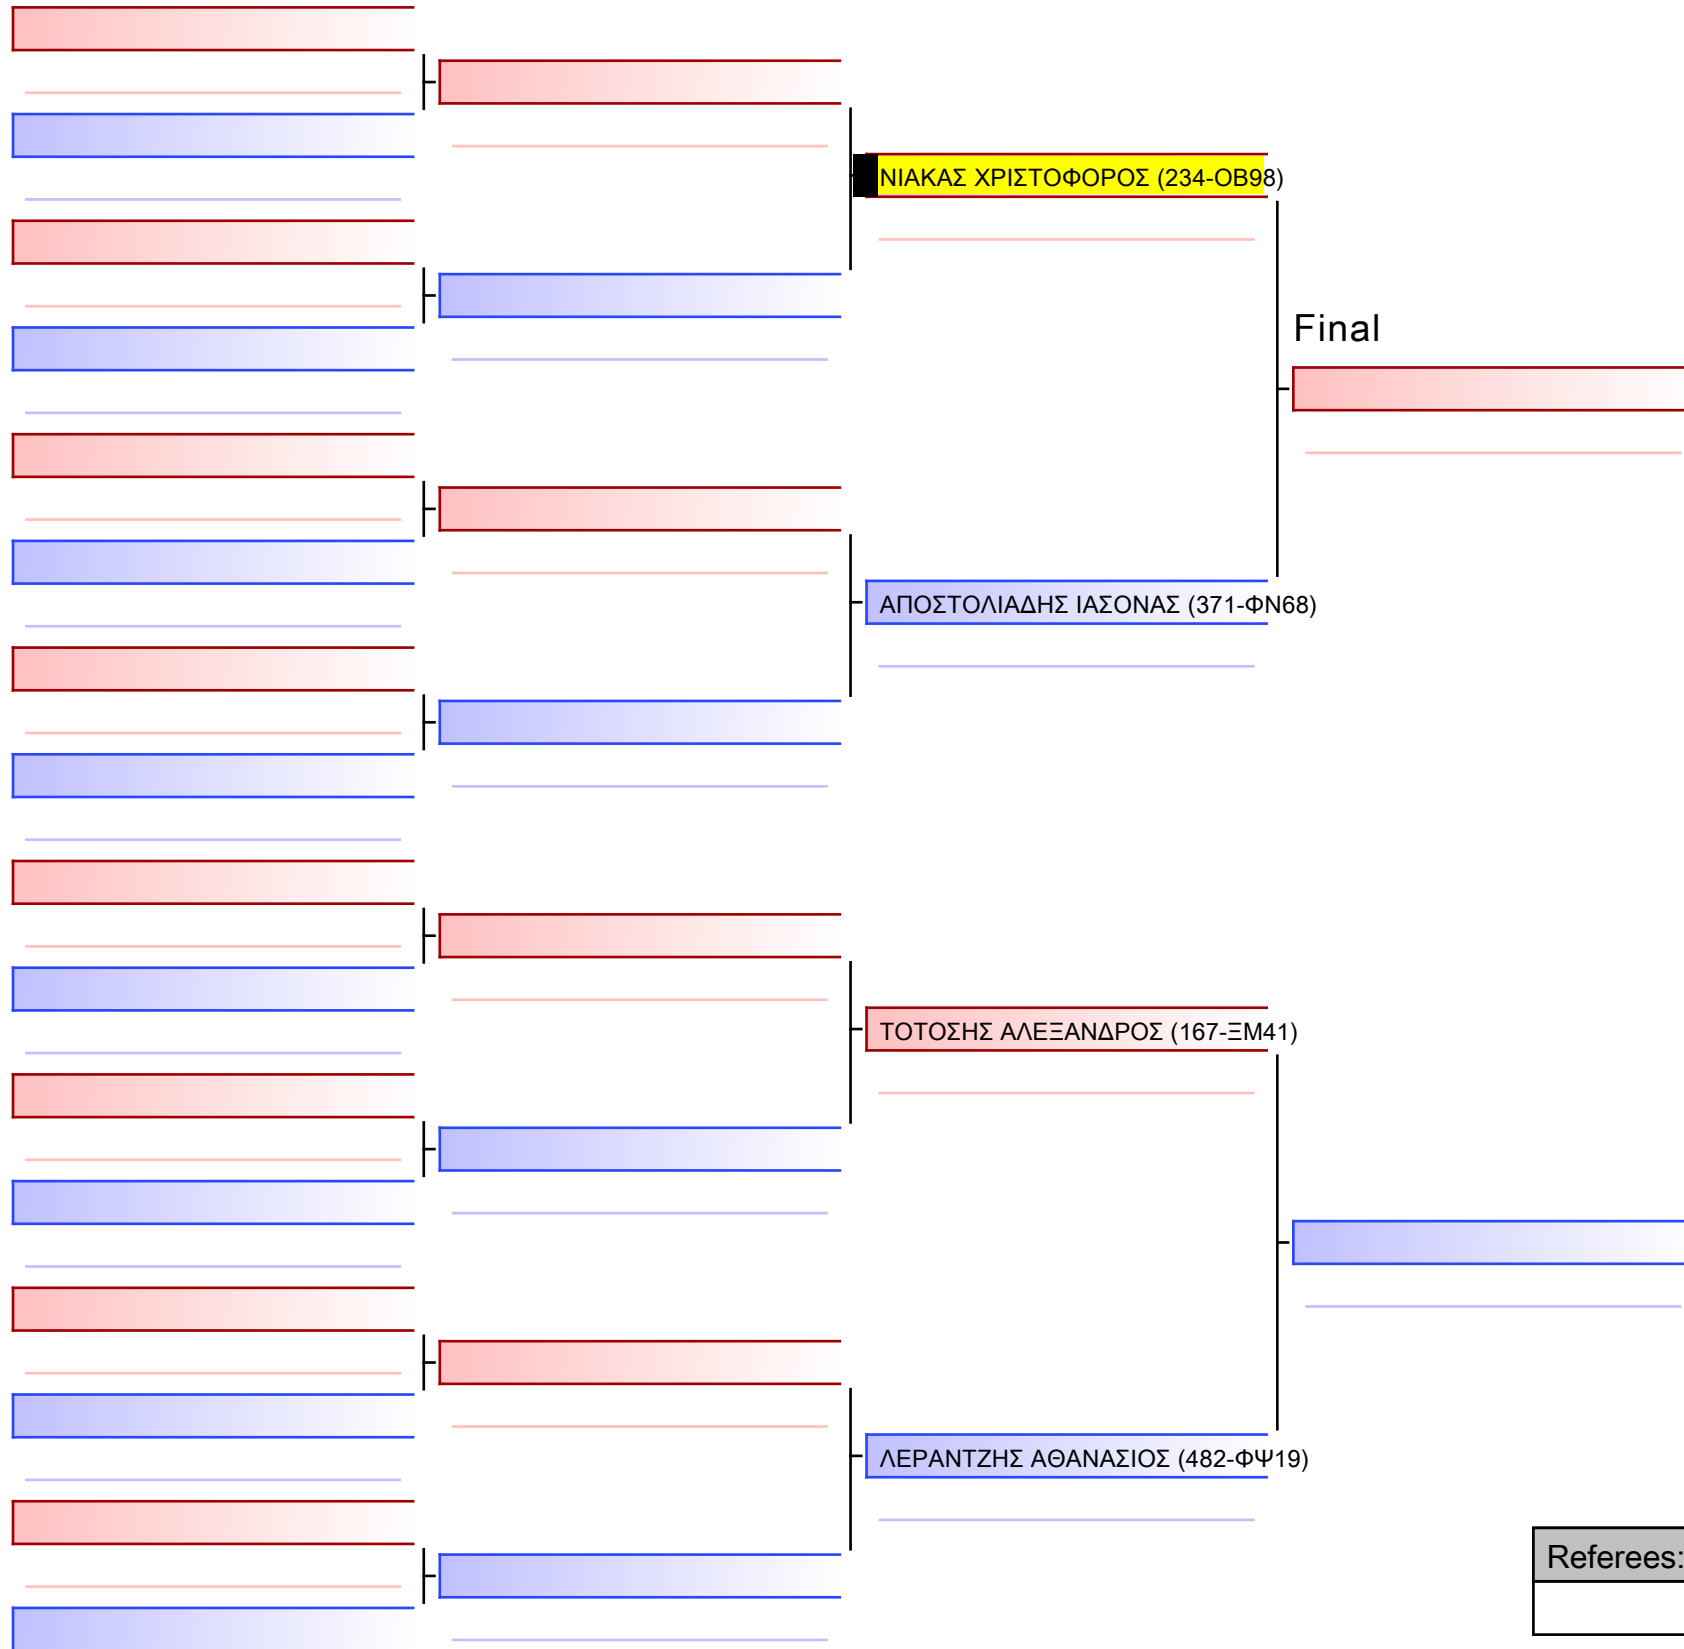 ΝΙΑΚΑΣ ΧΡΙΣΤΟΦΟΡΟΣ (234-ΟΒ98)
Final
ΑΠΟΣΤΟΛΙΑΔΗΣ ΙΑΣΟΝΑΣ (371-ΦΝ68)
ΤΟΤΟΣΗΣ ΑΛΕΞΑΝΔΡΟΣ (167-ΞΜ41)
ΛΕΡΑΝΤΖΗΣ ΑΘΑΝΑΣΙΟΣ (482-ΦΨ19)
Referees: